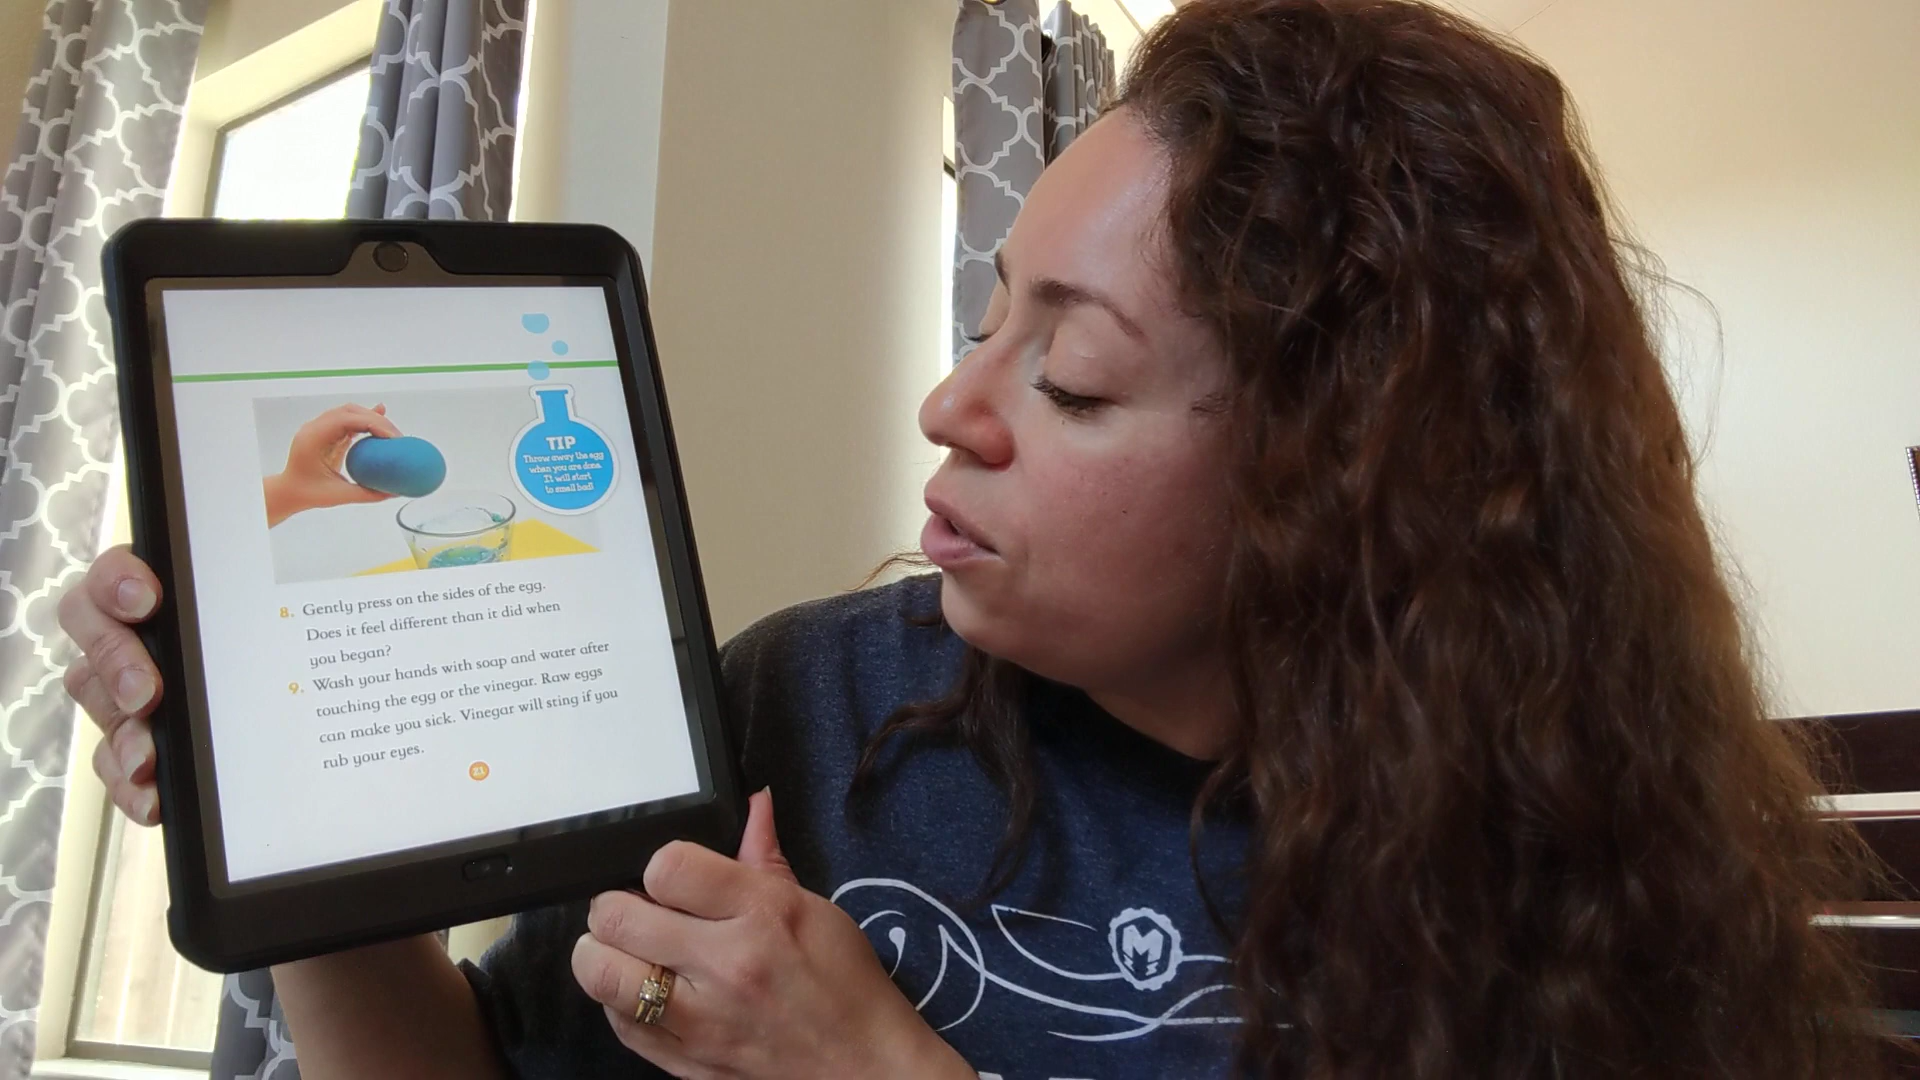 TIP
Throw away the egg
when you are done.
It will start
to smell bad!
8. Gently press on the sides of the egg.
Does it feel different than it did when
you began?
9. Wash your hands with soap and water after
touching the egg or the vinegar. Raw eggs
can make you sick. Vinegar will sting if you
rub your eyes.
21
M